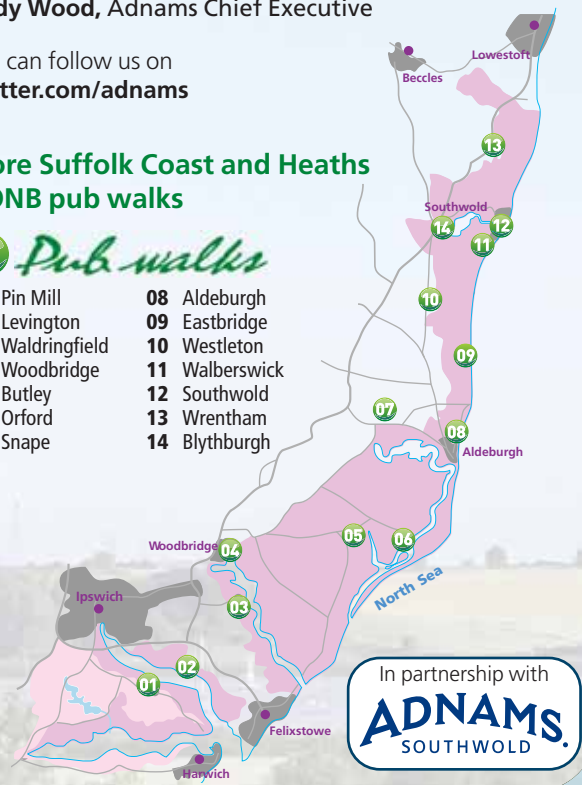 dy Wood, Adnams Chief Executive
can follow us on
tter.com/adnams
ore Suffolk Coast and Heaths
ONB pub walks
Pub walks
Pin Mill
Levington
Waldringfield
Woodbridge
Butley
Orford
Snape
08 Aldeburgh
09 Eastbridge
10 Westleton
11 Walberswick
12 Southwold
13 Wrentham
14 Blythburgh
Lowestoft
Beccles
13
Southwold
14
12
11
10
09
07
08
Aldeburgh
Woodbridge
04
05
06
North Sea
Ipswich
03
02
01
Felixstowe
Harwich
In partnership with
ADNAMS.
SOUTHWOLD